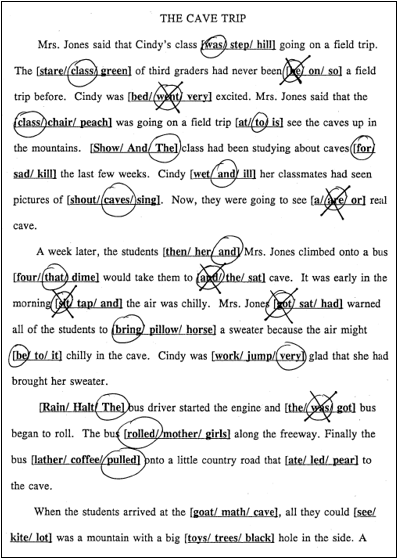 THE CAVE TRIP
Mrs. Jones said that Cindy's class [was/ step/ hill] going on a field trip.
The [stare/ class/ green] of third graders had never been [he/ on/ so] a field
trip before. Cindy was [bed/ went/ very] excited. Mrs. Jones said that the
[class/ chair/ peach] was going on a field trip [at/ to/ is] see the caves up in
the mountains. [Show/ And/ The] class had been studying about caves [for/
sad/ kill] the last few weeks. Cindy [wet/ and/ ill] her classmates had seen
pictures of [shout/ caves/ sing]. Now, they were going to see [a/ are/ or] real
cave.
A week later, the students [then/ her/ and] Mrs. Jones climbed onto a bus
[four/ that/ dime] would take them to [and/ the/ sat] cave. It was early in the
morning [sit/ tap/ and] the air was chilly. Mrs. Jones [got/ sat/ had] warned
all of the students to [bring/ pillow/ horse] a sweater because the air might
[be/ to/ it] chilly in the cave. Cindy was [work/ jump/ very] glad that she had
brought her sweater.
[Rain/ Halt/ The] bus driver started the engine and [the/ was/ got] bus
began to roll. The bus [rolled/ mother/ girls] along the freeway. Finally the
bus [lather/ coffee/ pulled] onto a little country road that [ate/ led/ pear] to
the cave.
When the students arrived at the [goat/ math/ cave], all they could [see/
kite/ lot] was a mountain with a big [toys/ trees/ black] hole in the side. A